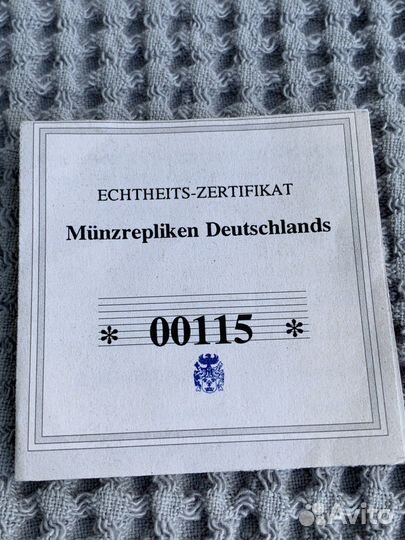 ECHTHEITS-ZERTIFIKAT
Münzrepliken Deutschlands
* 00115 *
Avito